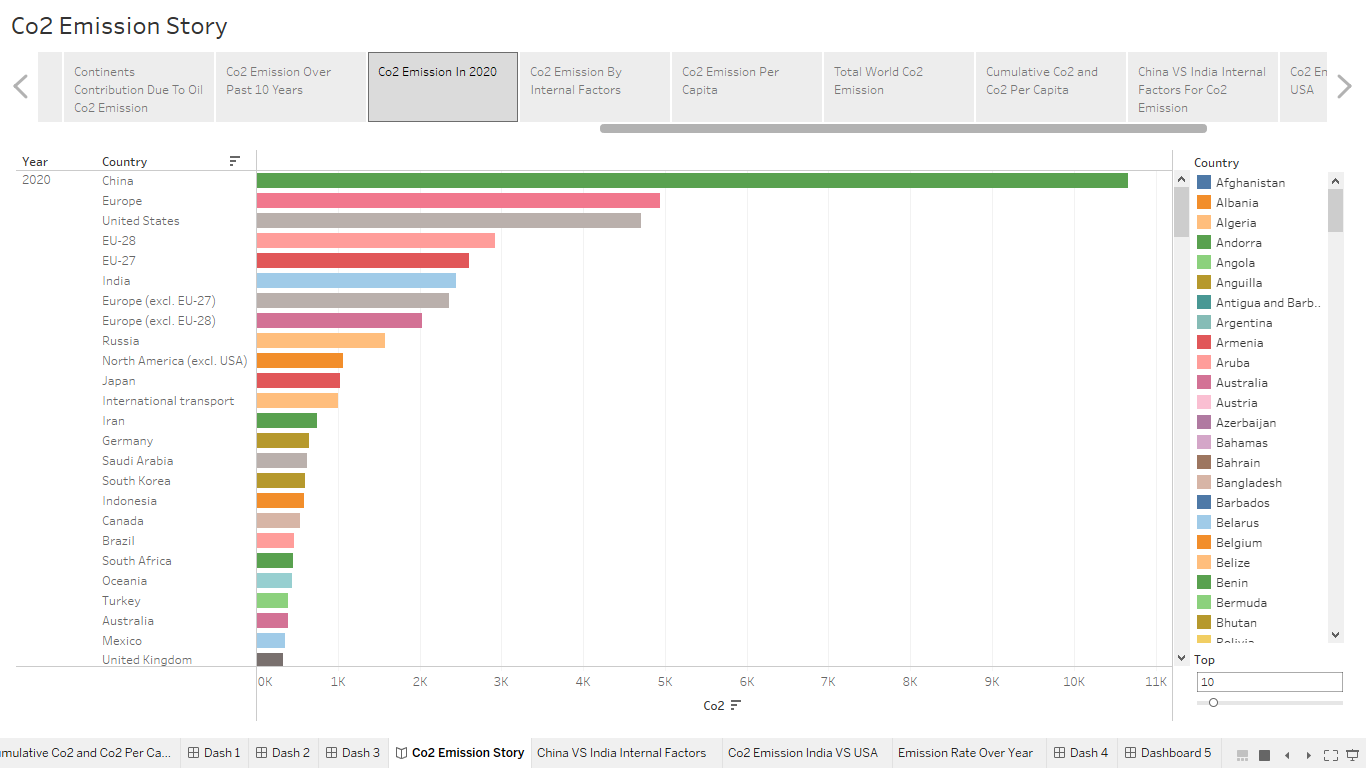 Co2 Emission Story
Continents
Contribution Due To Oil
Co2 Emission
Co2 Emission Over
Past 10 Years
Co2 Emission In 2020
Co2 Emission By
Internal Factors
Co2 Emission Per
Capita
Total World Co2
Emission
Cumulative Co2 and
Co2 Per Capita
China VS India Internal
Factors For Co2
Emission
Co2 En
USA
Year
Country
2020
China
Europe
United States
EU-28
EU-27
India
Europe (excl. EU-27)
Europe (excl. EU-28)
Russia
North America (excl. USA)
Japan
International transport
Iran
Germany
Saudi Arabia
South Korea
Indonesia
Canada
Brazil
South Africa
Oceania
Turkey
Australia
Mexico
United Kingdom
0K 1K 2K 3K 4K 5K 6K 7K 8K 9K 10K 11K
Co2
Country
Afghanistan
Albania
Algeria
Andorra
Angola
Anguilla
Antigua and Barb..
Argentina
Armenia
Aruba
Australia
Austria
Azerbaijan
Bahamas
Bahrain
Bangladesh
Barbados
Belarus
Belgium
Belize
Benin
Bermuda
Bhutan
Bolivia
Top
10
mulative Co2 and Co2 Per Ca... Dash 1 Dash 2 Dash 3 Co2 Emission Story China VS India Internal Factors Co2 Emission India VS USA Emission Rate Over Year Dash 4 Dashboard 5